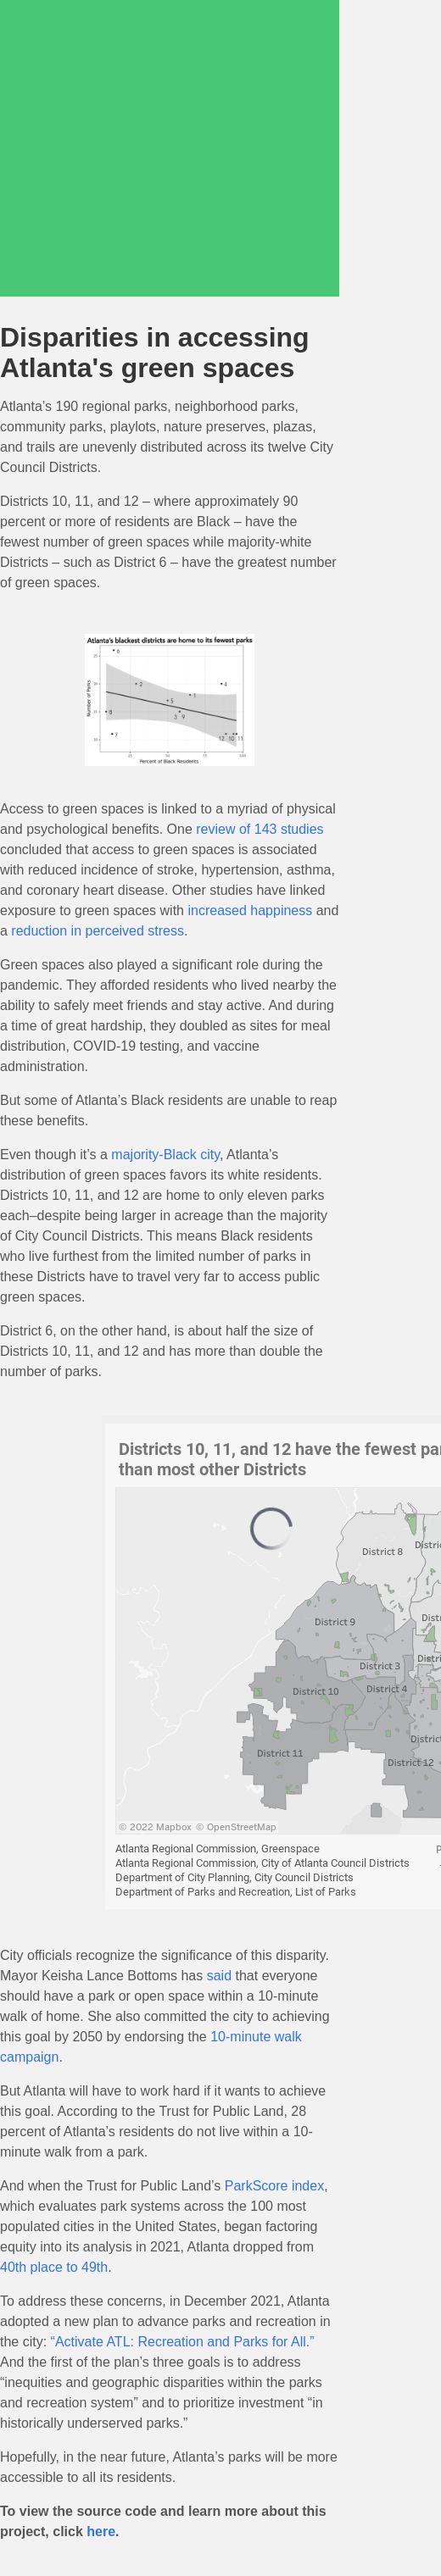 Disparities in accessing
Atlanta's green spaces
Atlanta’s 190 regional parks, neighborhood parks,
community parks, playlots, nature preserves, plazas,
and trails are unevenly distributed across its twelve City
Council Districts.
Districts 10, 11, and 12 – where approximately 90
percent or more of residents are Black – have the
fewest number of green spaces while majority-white
Districts – such as District 6 – have the greatest number
of green spaces.
Atlanta's blackest districts are home to its fewest parks
6
2
4
5
1
8
3 9
7
12 10 11
Number of Parks
Percent of Black Residents
Access to green spaces is linked to a myriad of physical
and psychological benefits. One review of 143 studies
concluded that access to green spaces is associated
with reduced incidence of stroke, hypertension, asthma,
and coronary heart disease. Other studies have linked
exposure to green spaces with increased happiness and
a reduction in perceived stress.
Green spaces also played a significant role during the
pandemic. They afforded residents who lived nearby the
ability to safely meet friends and stay active. And during
a time of great hardship, they doubled as sites for meal
distribution, COVID-19 testing, and vaccine
administration.
But some of Atlanta’s Black residents are unable to reap
these benefits.
Even though it’s a majority-Black city, Atlanta’s
distribution of green spaces favors its white residents.
Districts 10, 11, and 12 are home to only eleven parks
each–despite being larger in acreage than the majority
of City Council Districts. This means Black residents
who live furthest from the limited number of parks in
these Districts have to travel very far to access public
green spaces.
District 6, on the other hand, is about half the size of
Districts 10, 11, and 12 and has more than double the
number of parks.
Districts 10, 11, and 12 have the fewest pa
than most other Districts
District 8
Distric
District 9
Distr
Distri
District 3
District 4
District 10
Distric
District 11
District 12
© 2022 Mapbox © OpenStreetMap
Atlanta Regional Commission, Greenspace
Atlanta Regional Commission, City of Atlanta Council Districts
Department of City Planning, City Council Districts
Department of Parks and Recreation, List of Parks
City officials recognize the significance of this disparity.
Mayor Keisha Lance Bottoms has said that everyone
should have a park or open space within a 10-minute
walk of home. She also committed the city to achieving
this goal by 2050 by endorsing the 10-minute walk
campaign.
But Atlanta will have to work hard if it wants to achieve
this goal. According to the Trust for Public Land, 28
percent of Atlanta’s residents do not live within a 10-
minute walk from a park.
And when the Trust for Public Land’s ParkScore index,
which evaluates park systems across the 100 most
populated cities in the United States, began factoring
equity into its analysis in 2021, Atlanta dropped from
40th place to 49th.
To address these concerns, in December 2021, Atlanta
adopted a new plan to advance parks and recreation in
the city: “Activate ATL: Recreation and Parks for All.”
And the first of the plan’s three goals is to address
“inequities and geographic disparities within the parks
and recreation system” and to prioritize investment “in
historically underserved parks.”
Hopefully, in the near future, Atlanta’s parks will be more
accessible to all its residents.
To view the source code and learn more about this
project, click here.